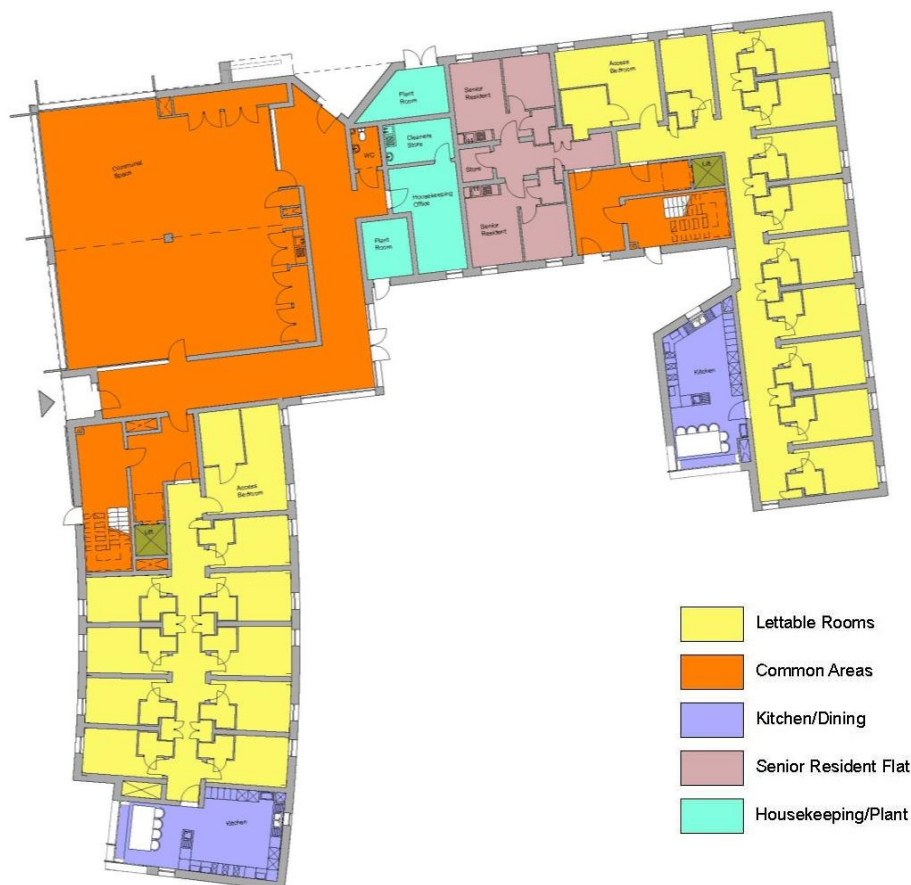 Communal
Space
WC
Plant
Room
Cleaners
Store
Housekeeping
Office
Plant
Room
Senior
Resident
Store
Senior
Resident
Access
Bedroom
Lift
Kitchen
Access
Bedroom
Lift
Kitchen
Lettable Rooms
Common Areas
Kitchen/Dining
Senior Resident Flat
Housekeeping/Plant